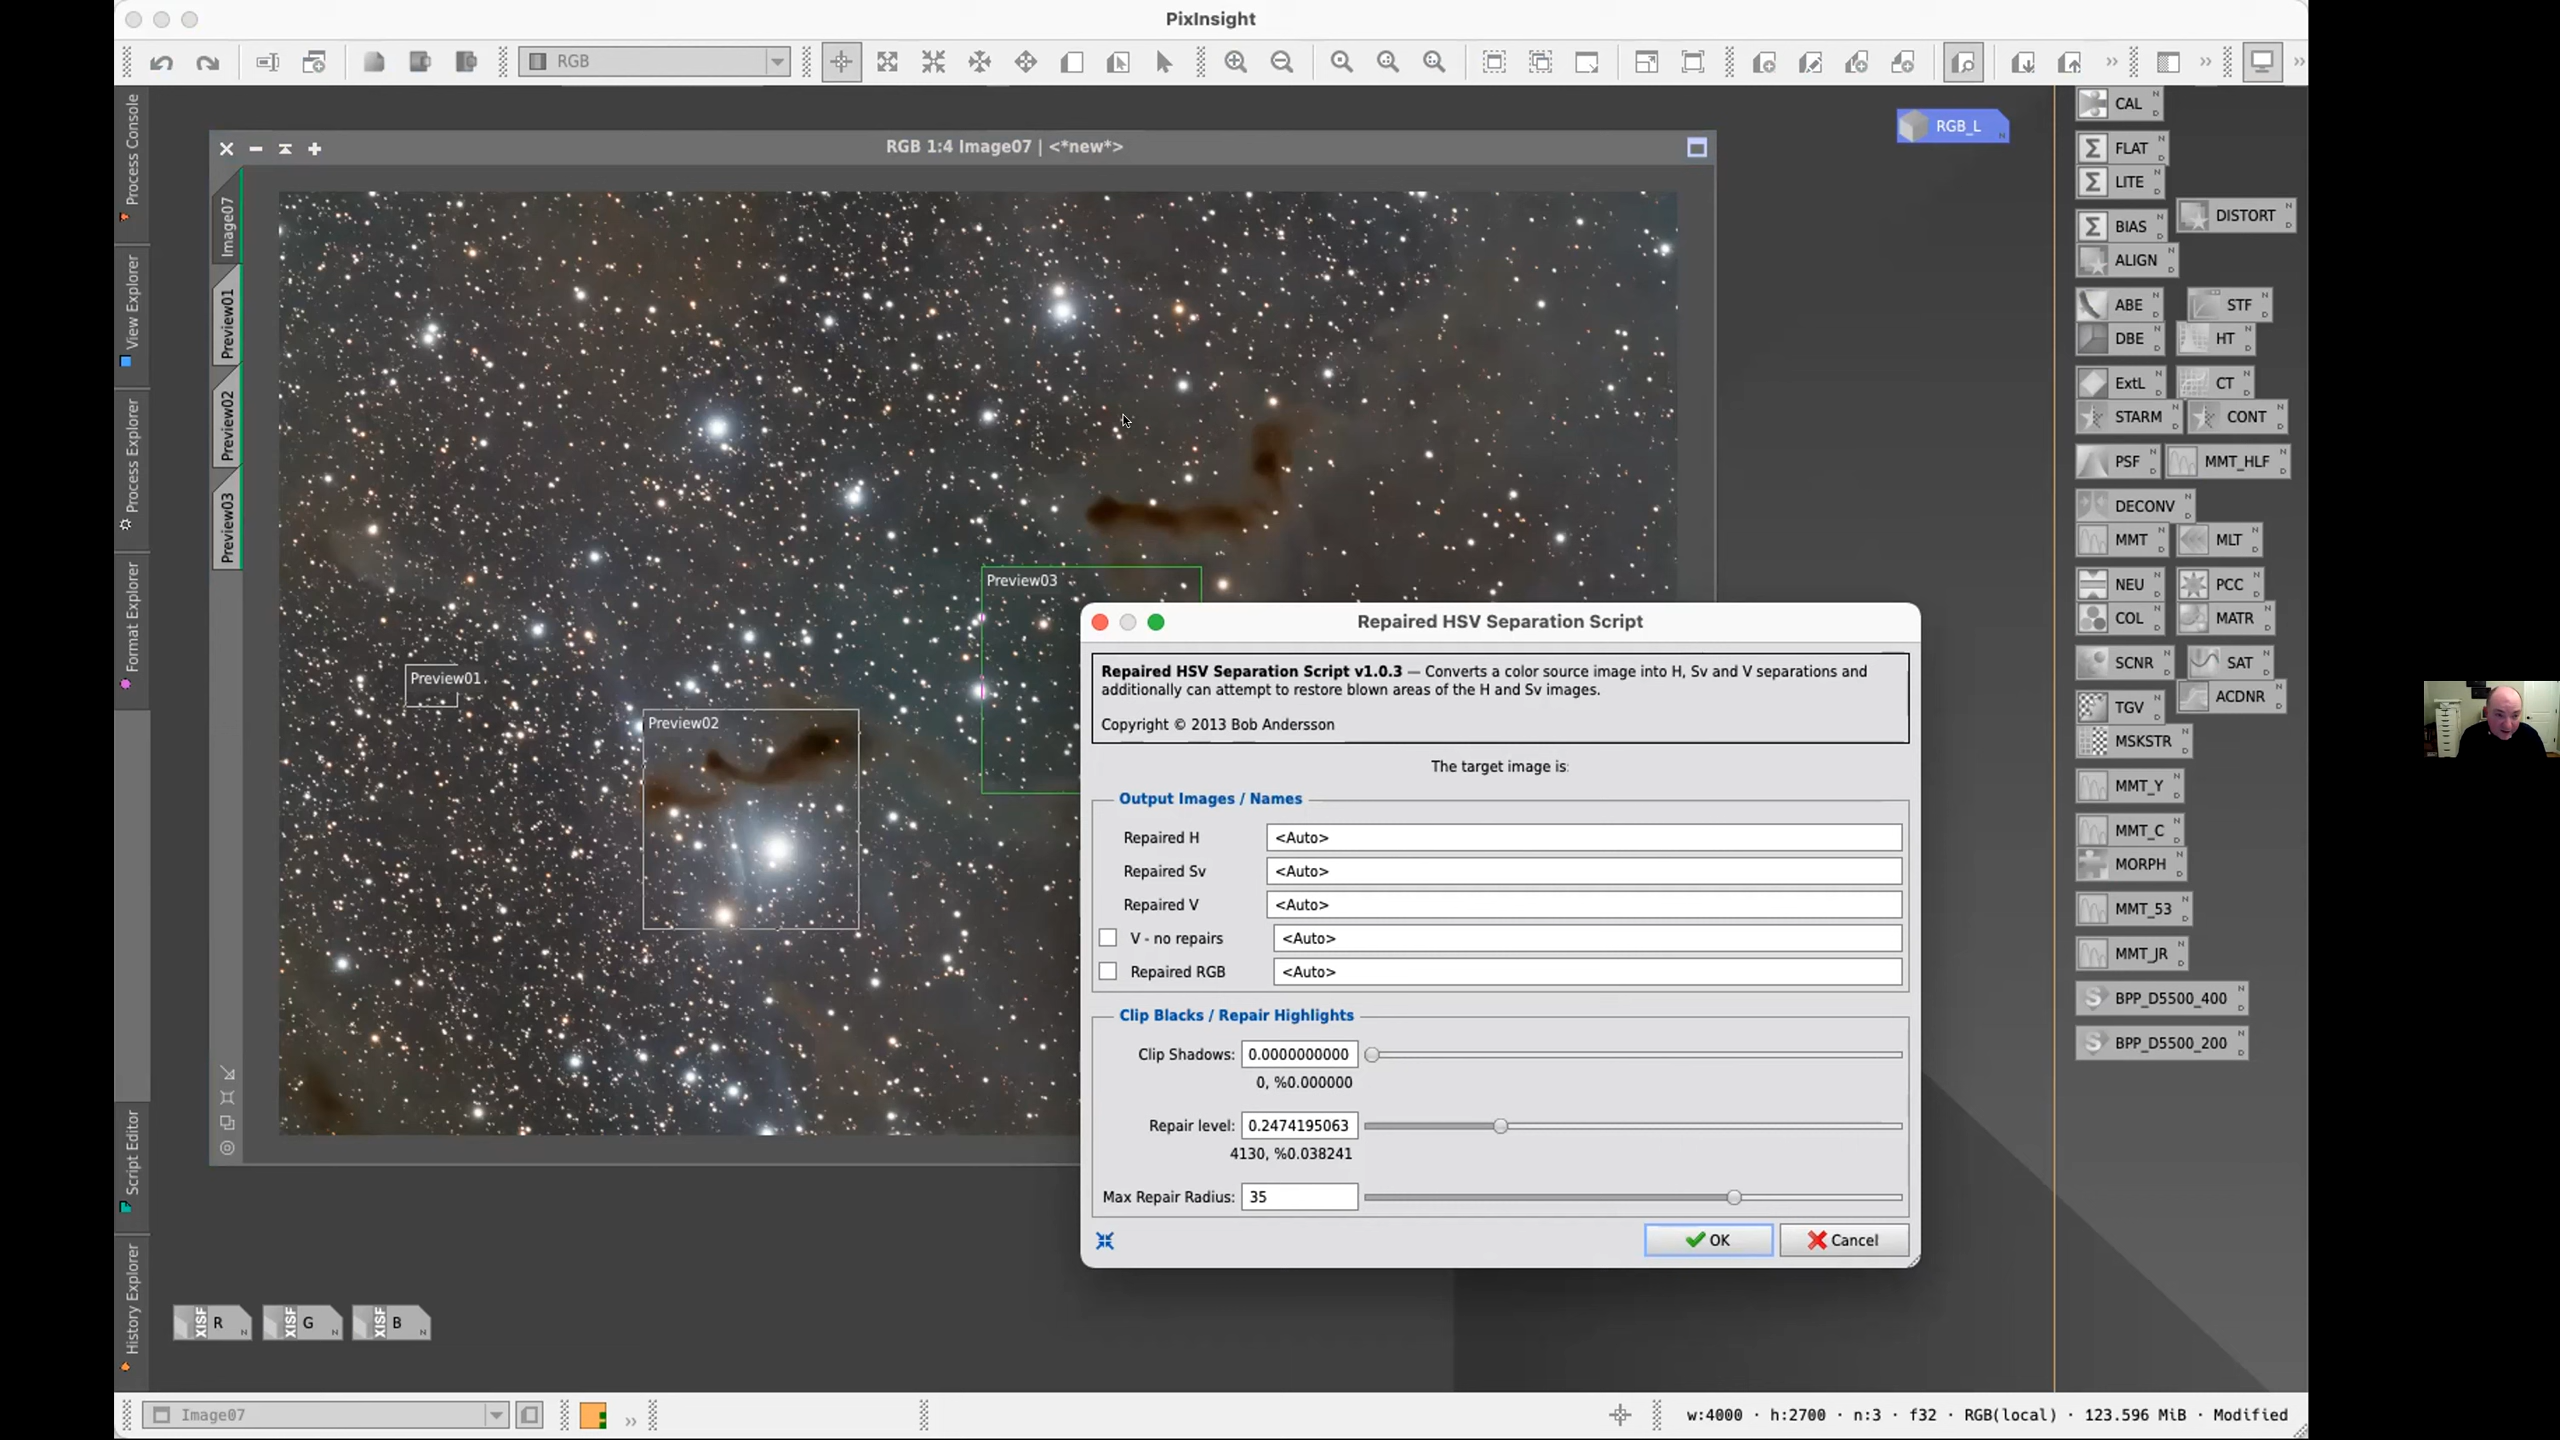 PixInsight
RGB
RGB 1:4 Image07 | <*new*>
Process Console
View Explorer
Process Explorer
Format Explorer
Script Editor
History Explorer
Image07
Preview01
Preview02
Preview03
Preview03
Preview01
Preview02
RGB_L
CAL
FLAT
LITE
DISTORT
BIAS
ALIGN
ABE
STF
DBE
HT
ExtL
CT
STARM
CONT
PSF
MMT_HLF
DECONV
MMT
MLT
NEU
PCC
COL
MATR
SCNR
SAT
ACDNR
TGV
MSKSTR
MMT_Y
MMT_C
MORPH
MMT_53
MMT_JR
BPP_D5500_400
BPP_D5500_200
Repaired HSV Separation Script
Repaired HSV Separation Script v1.0.3 — Converts a color source image into H, Sv and V separations and
additionally can attempt to restore blown areas of the H and Sv images.
Copyright © 2013 Bob Andersson
The target image is:
Output Images / Names
Repaired H <Auto>
Repaired Sv <Auto>
Repaired V <Auto>
V - no repairs <Auto>
Repaired RGB <Auto>
Clip Blacks / Repair Highlights
Clip Shadows: 0.0000000000
0, %0.000000
Repair level: 0.2474195063
4130, %0.038241
Max Repair Radius: 35
OK
Cancel
XISF R
XISF G
XISF B
Image07
w:4000 · h:2700 · n:3 · f32 · RGB(local) · 123.596 MiB · Modified